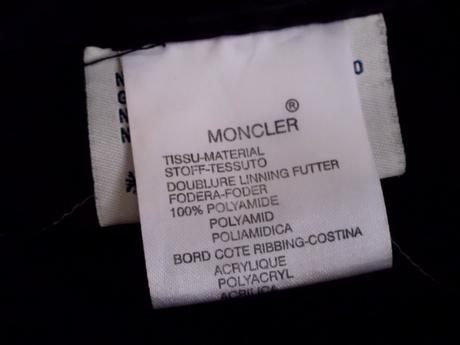 ®
MONCLER
TISSU-MATERIAL
STOFF-TESSUTO
DOUBLURE LINNING FUTTER
FODERA-FODER
100% POLYAMIDE
POLYAMID
POLIAMIDICA
BORD COTE RIBBING-COSTINA
ACRYLIQUE
POLYACRYL
ACRILICA